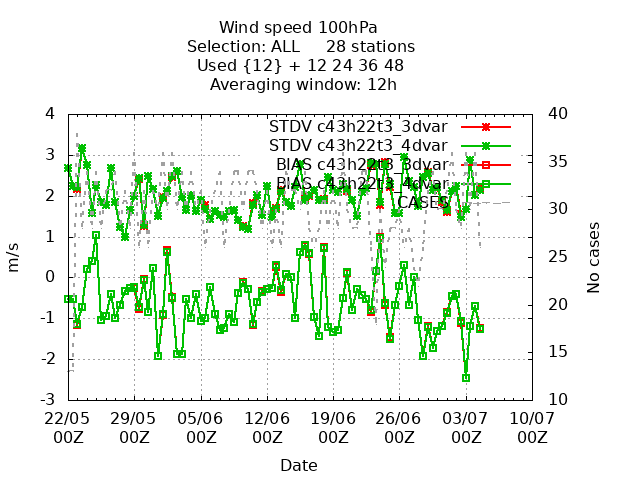 Wind speed 100hPa
Selection: ALL 28 stations
Used {12} + 12 24 36 48
Averaging window: 12h
STDV c43h22t3_3dvar
STDV c43h22t3_4dvar
BIAS c43h22t3_3dvar
BIAS c43h22t3_4dvar
CASES
m/s
4
3
2
1
0
-1
-2
-3
40
35
30
25
20
15
10
No cases
22/05 29/05 05/06 12/06 19/06 26/06 03/07 10/07
00Z 00Z 00Z 00Z 00Z 00Z 00Z 00Z
Date